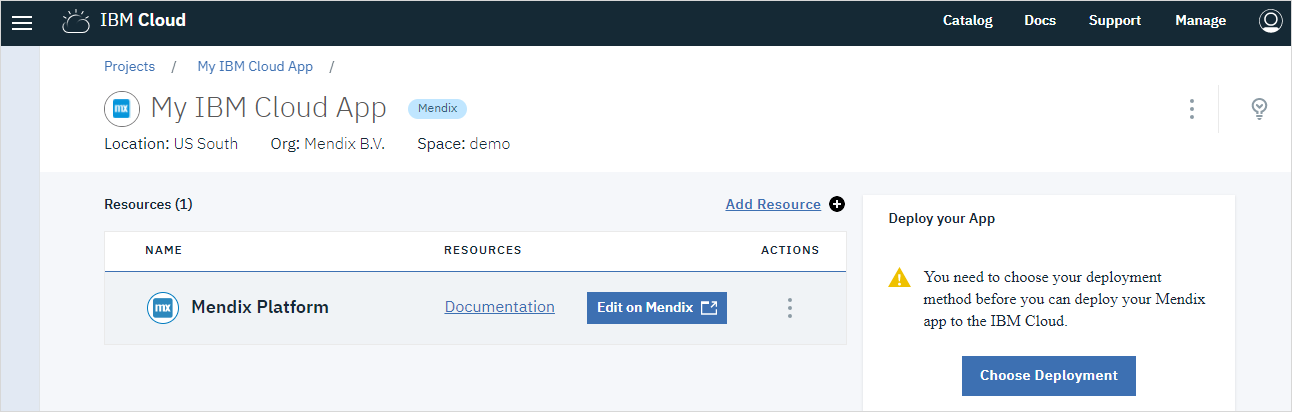 IBM Cloud
Catalog Docs Support Manage
Projects / My IBM Cloud App /
mx My IBM Cloud App Mendix
Location: US South Org: Mendix B.V. Space: demo
Resources (1) Add Resource
NAME RESOURCES ACTIONS
mx Mendix Platform Documentation Edit on Mendix
Deploy your App
You need to choose your deployment
method before you can deploy your Mendix
app to the IBM Cloud.
Choose Deployment